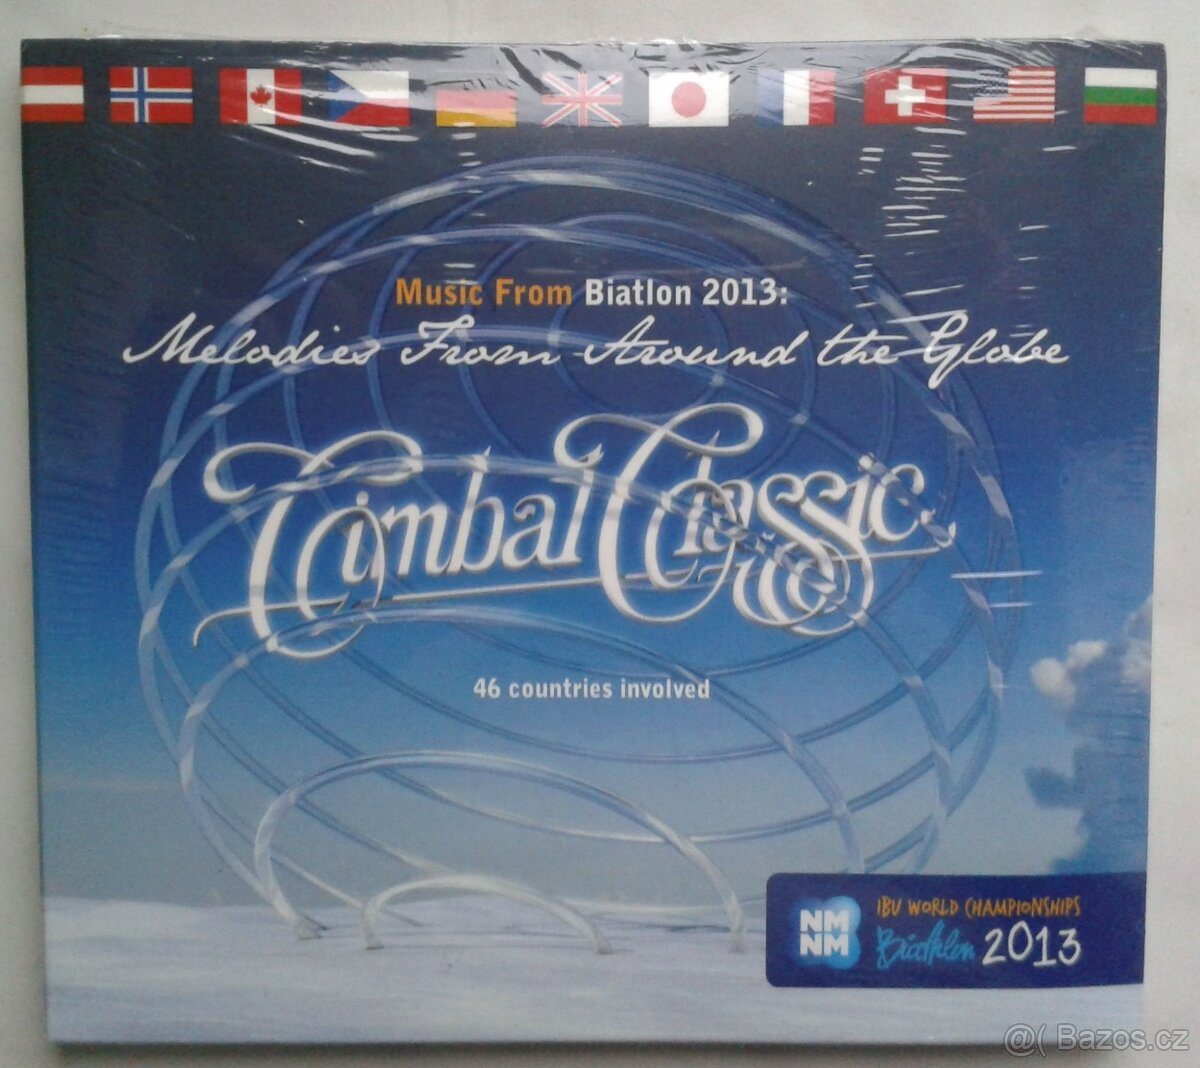 Music From Biatlon 2013:
Melodies From Around the Globe
Cimbal Classic
46 countries involved
NM
NM
IBU WORLD CHAMPIONSHIPS
Biathlon 2013
@( Bazos.cz